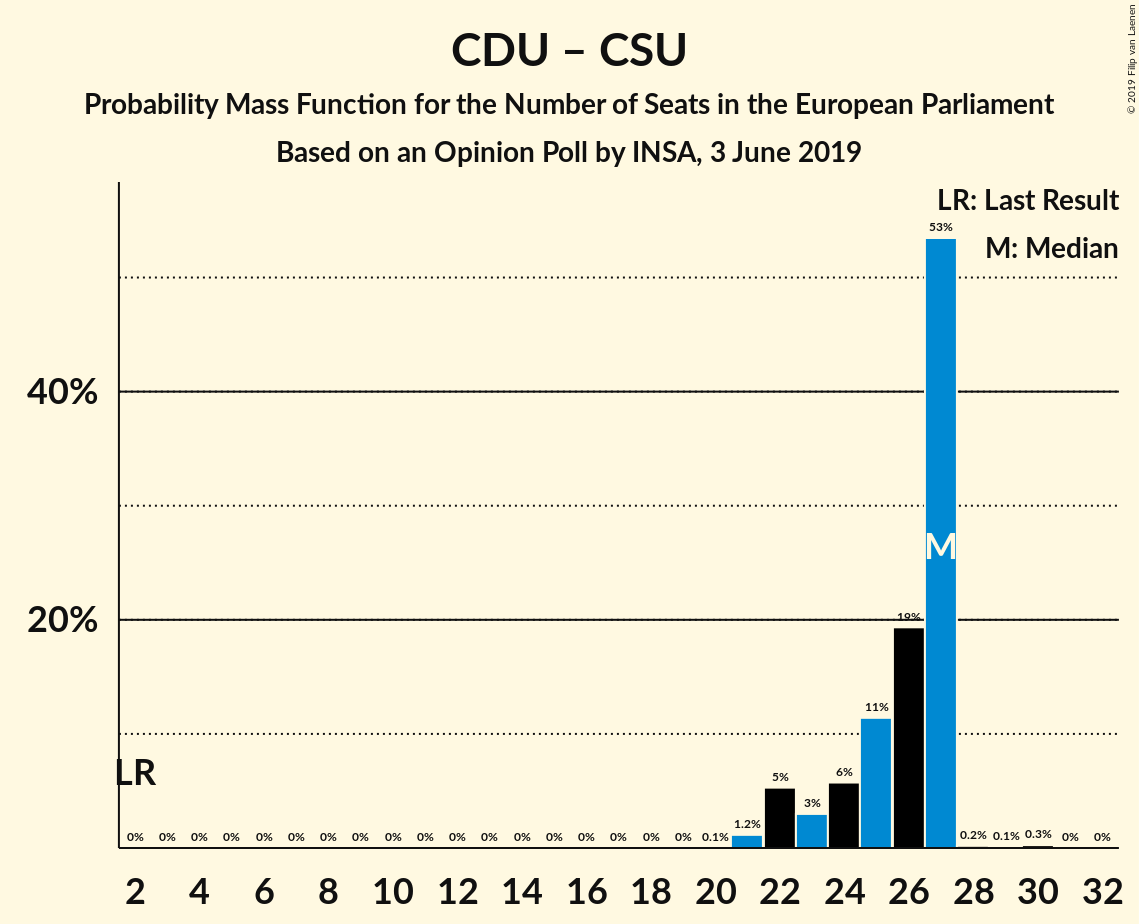 CDU – CSU
Probability Mass Function for the Number of Seats in the European Parliament
Based on an Opinion Poll by INSA, 3 June 2019
© 2019 Filip van Laenen
LR: Last Result
M: Median
53%
40%
M
20%
19%
11%
LR
5% 3% 6%
0% 0% 0% 0% 0% 0% 0% 0% 0% 0% 0% 0% 0% 0% 0% 0% 0% 0% 0.1% 1.2% 0.2% 0.1% 0.3% 0% 0%
2 4 6 8 10 12 14 16 18 20 22 24 26 28 30 32